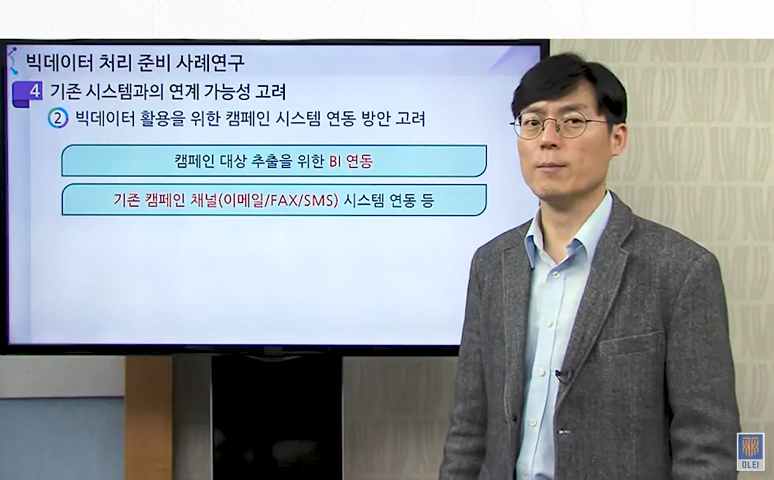 빅데이터 처리 준비 사례연구
4 기존 시스템과의 연계 가능성 고려
2 빅데이터 활용을 위한 캠페인 시스템 연동 방안 고려
캠페인 대상 추출을 위한 BI 연동
기존 캠페인 채널(이메일/FAX/SMS) 시스템 연동 등
OLEI